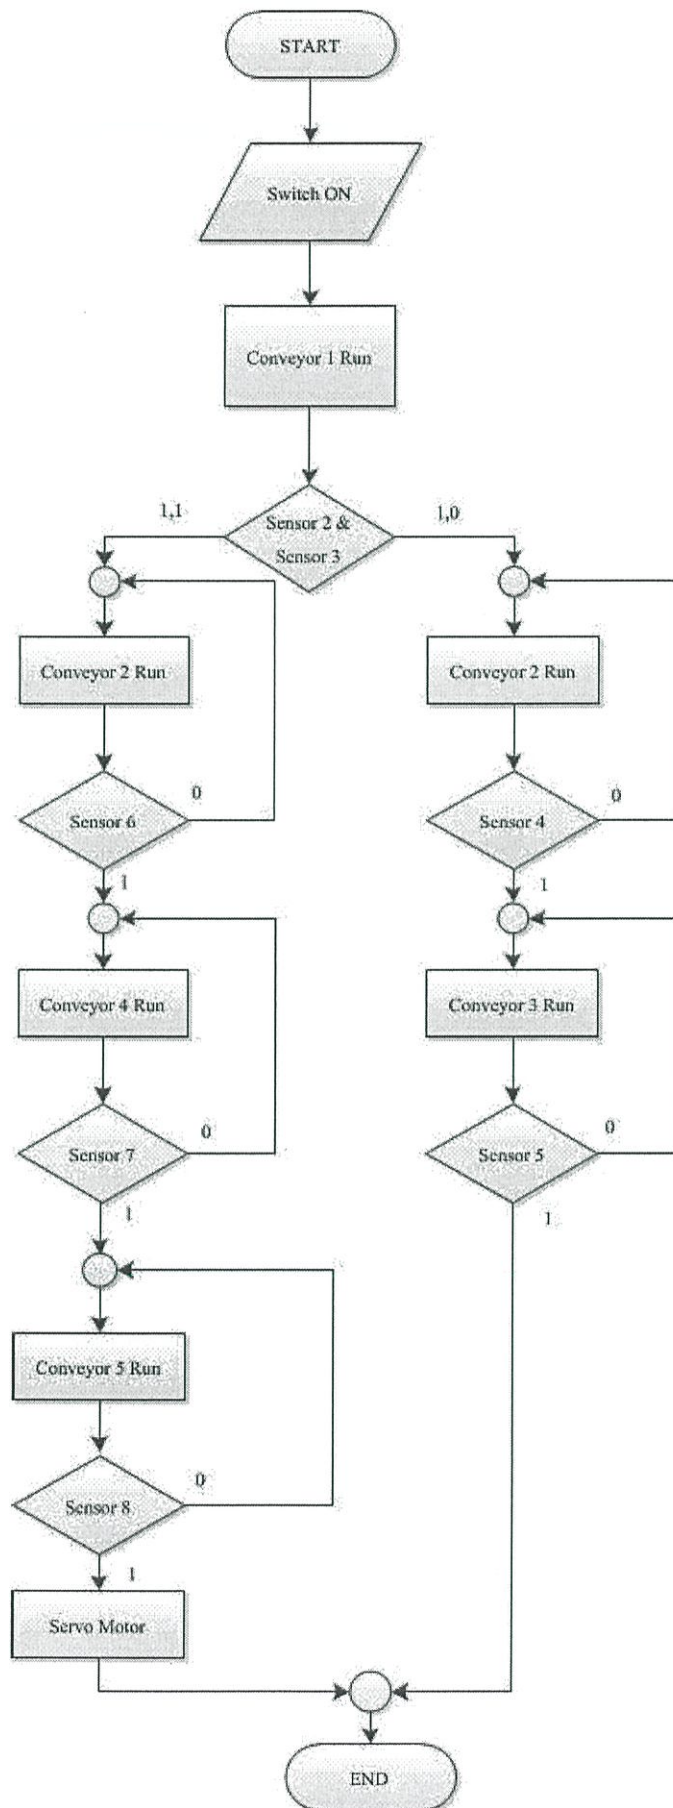 START
Switch ON
Conveyor 1 Run
1,1
Sensor 2 &
Sensor 3
1,0
Conveyor 2 Run
Conveyor 2 Run
Sensor 6
0
Sensor 4
0
1
1
Conveyor 4 Run
Conveyor 3 Run
Sensor 7
0
Sensor 5
0
1
1
Conveyor 5 Run
Sensor 8
0
1
Servo Motor
END